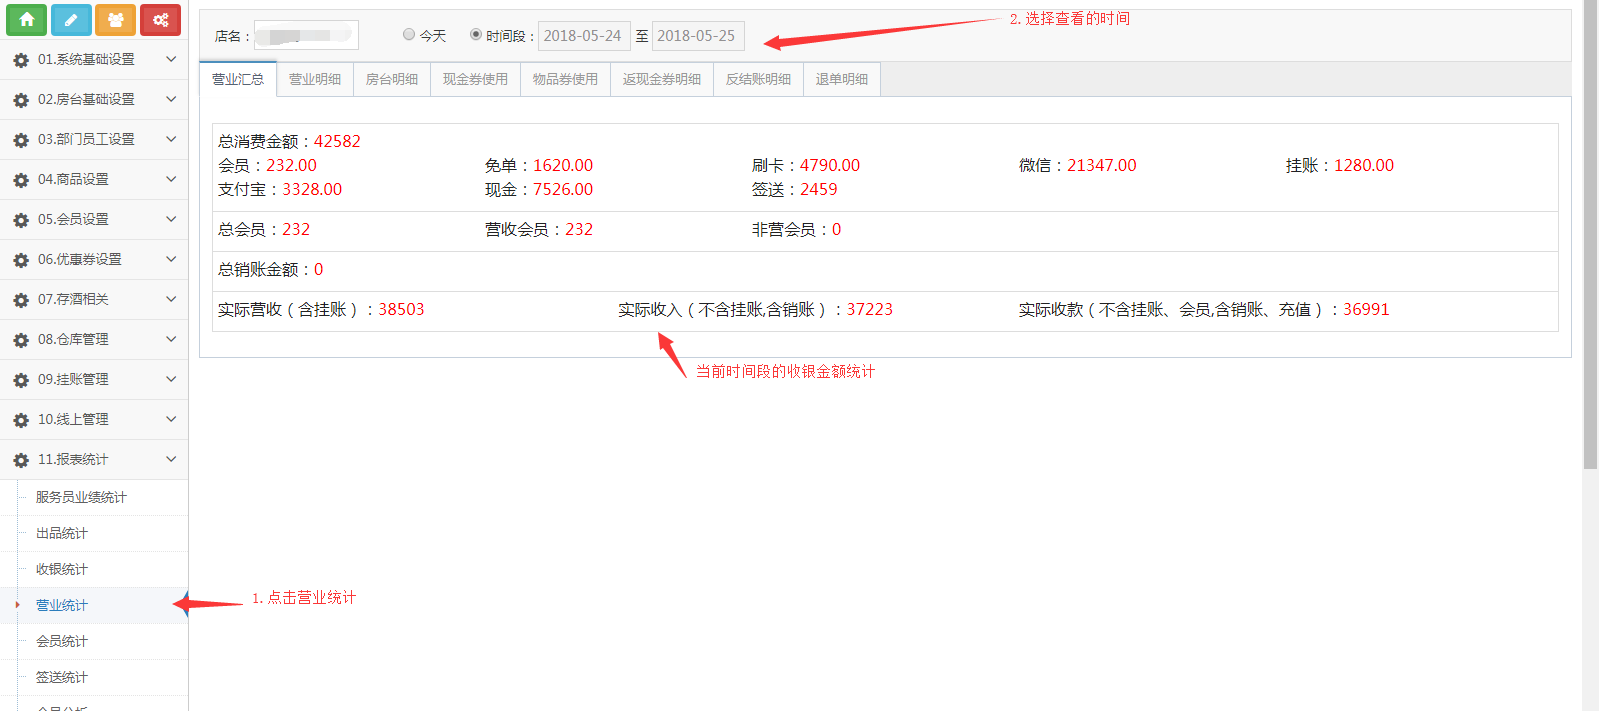 店名：
今天
时间段：
2018-05-24 至 2018-05-25
2. 选择查看的时间
01.系统基础设置
02.房台基础设置
03.部门员工设置
04.商品设置
05.会员设置
06.优惠券设置
07.存酒相关
08.仓库管理
09.挂账管理
10.线上管理
11.报表统计
服务员业绩统计
出品统计
收银统计
营业统计
会员统计
签送统计
1. 点击营业统计
营业汇总 营业明细 房台明细 现金券使用 物品券使用 返现金券明细 反结账明细 退单明细
总消费金额：42582
会员：232.00 免单：1620.00 刷卡：4790.00 微信：21347.00 挂账：1280.00
支付宝：3328.00 现金：7526.00 签送：2459
总会员：232 营收会员：232 非营会员：0
总销账金额：0
实际营收（含挂账）：38503 实际收入（不含挂账,含销账）：37223 实际收款（不含挂账、会员,含销账、充值）：36991
当前时间段的收银金额统计